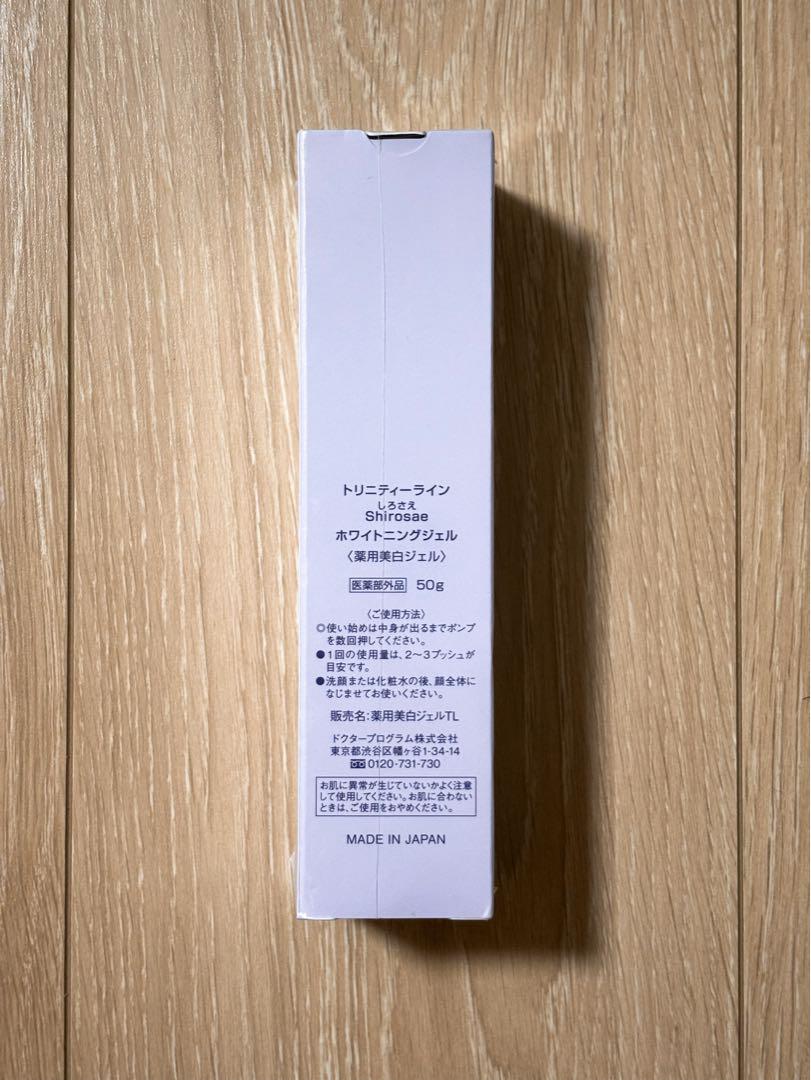 トリニティーライン
しろさえ
Shirosae
ホワイトニングジェル
〈薬用美白ジェル〉
医薬部外品 50g
〈ご使用方法〉
◎使い始めは中身が出るまでポンプ
を数回押してください。
●1回の使用量は、2〜3プッシュが
目安です。
●洗顔または化粧水の後、顔全体に
なじませてお使いください。
販売名:薬用美白ジェルTL
ドクタープログラム株式会社
東京都渋谷区幡ヶ谷1-34-14
0120-731-730
お肌に異常が生じていないかよく注意
して使用してください。お肌に合わない
ときは、ご使用をおやめください。
MADE IN JAPAN